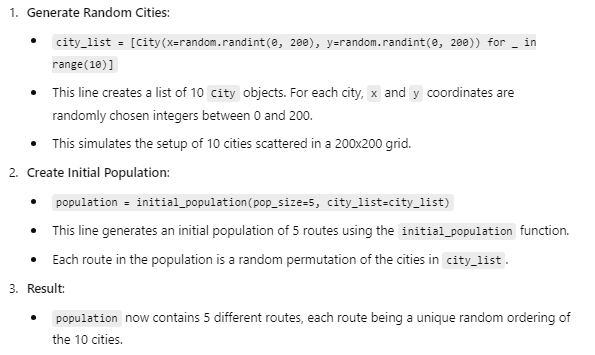 1. Generate Random Cities:
• city_list = [City(x=random.randint(0, 200), y=random.randint(0, 200)) for _ in
range(10)]
• This line creates a list of 10 City objects. For each city, x and y coordinates are
randomly chosen integers between 0 and 200.
• This simulates the setup of 10 cities scattered in a 200x200 grid.
2. Create Initial Population:
• population = initial_population(pop_size=5, city_list=city_list)
• This line generates an initial population of 5 routes using the initial_population function.
• Each route in the population is a random permutation of the cities in city_list.
3. Result:
• population now contains 5 different routes, each route being a unique random ordering of
the 10 cities.